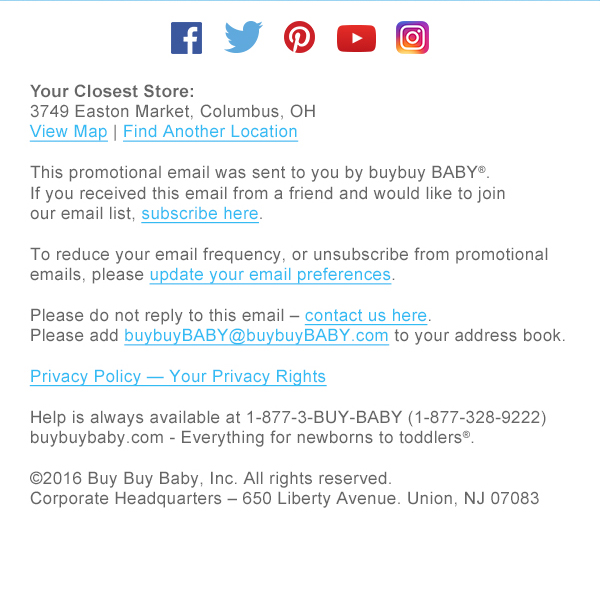 Your Closest Store:
3749 Easton Market, Columbus, OH
View Map | Find Another Location
This promotional email was sent to you by buybuy BABY®.
If you received this email from a friend and would like to join
our email list, subscribe here.
To reduce your email frequency, or unsubscribe from promotional
emails, please update your email preferences.
Please do not reply to this email – contact us here.
Please add buybuyBABY@buybuyBABY.com to your address book.
Privacy Policy — Your Privacy Rights
Help is always available at 1-877-3-BUY-BABY (1-877-328-9222)
buybuybaby.com - Everything for newborns to toddlers®.
©2016 Buy Buy Baby, Inc. All rights reserved.
Corporate Headquarters – 650 Liberty Avenue. Union, NJ 07083